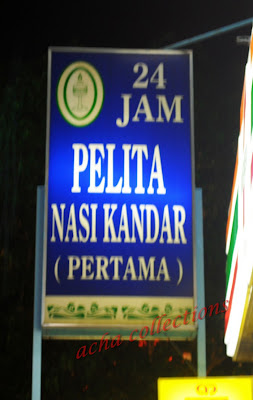 24
JAM
PELITA
NASI KANDAR
( PERTAMA )
acha collections